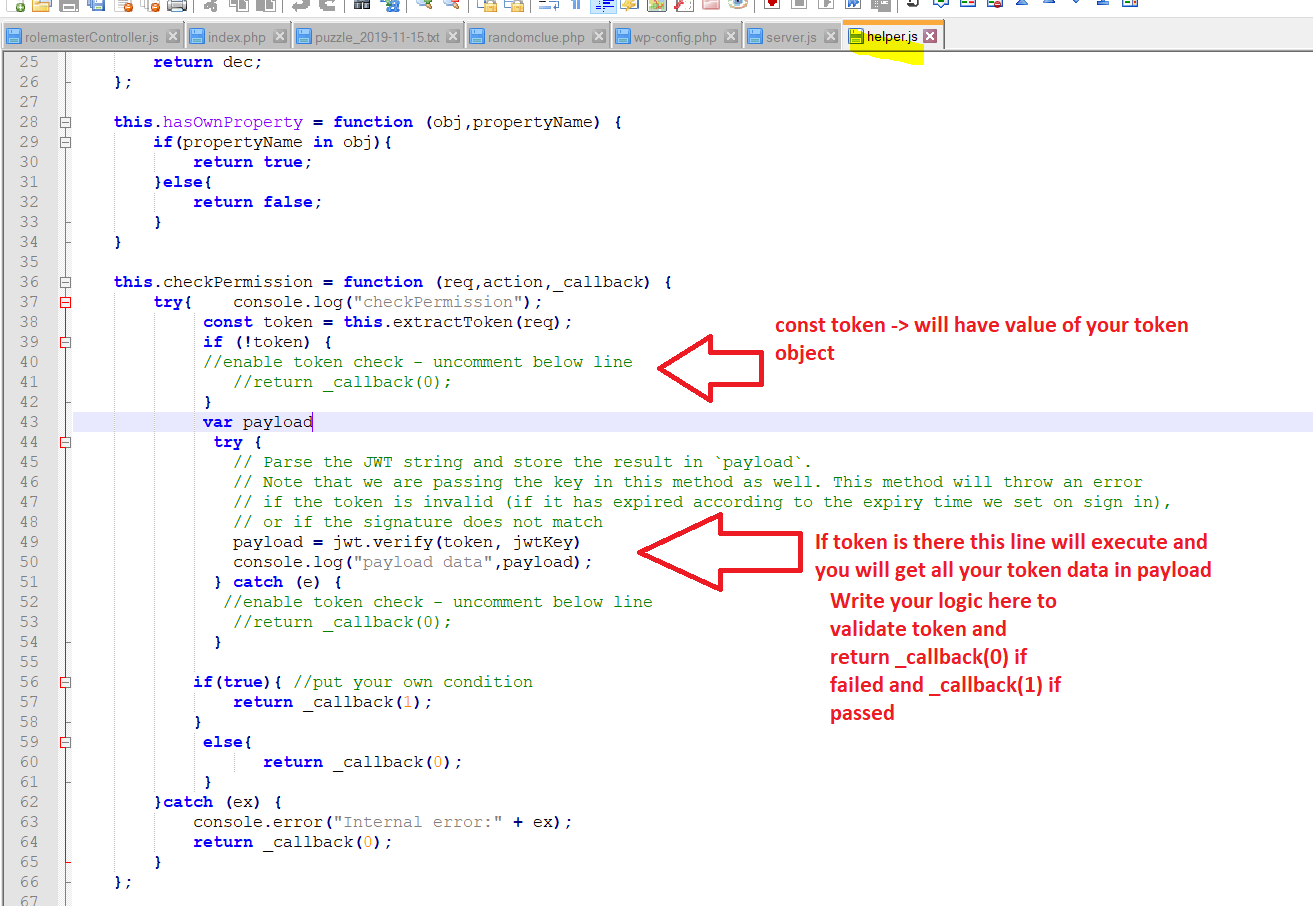 rolemasterController.js index.php puzzle_2019-11-15.txt randomclue.php wp-config.php server.js helper.js
25 return dec;
26 };
27
28 this.hasOwnProperty = function (obj,propertyName) {
29 if(propertyName in obj){
30 return true;
31 }else{
32 return false;
33 }
34 }
35
36 this.checkPermission = function (req,action,_callback) {
37 try{ console.log("checkPermission");
38 const token = this.extractToken(req);
39 if (!token) {
40 //enable token check - uncomment below line
41 //return _callback(0);
42 }
43 var payload
44 try {
45 // Parse the JWT string and store the result in `payload`.
46 // Note that we are passing the key in this method as well. This method will throw an error
47 // if the token is invalid (if it has expired according to the expiry time we set on sign in),
48 // or if the signature does not match
49 payload = jwt.verify(token, jwtKey)
50 console.log("payload data",payload);
51 } catch (e) {
52 //enable token check - uncomment below line
53 //return _callback(0);
54 }
55
56 if(true){ //put your own condition
57 return _callback(1);
58 }
59 else{
60 return _callback(0);
61 }
62 }catch (ex) {
63 console.error("Internal error:" + ex);
64 return _callback(0);
65 }
66 };
67
const token -> will have value of your token
object
If token is there this line will execute and
you will get all your token data in payload
Write your logic here to
validate token and
return _callback(0) if
failed and _callback(1) if
passed